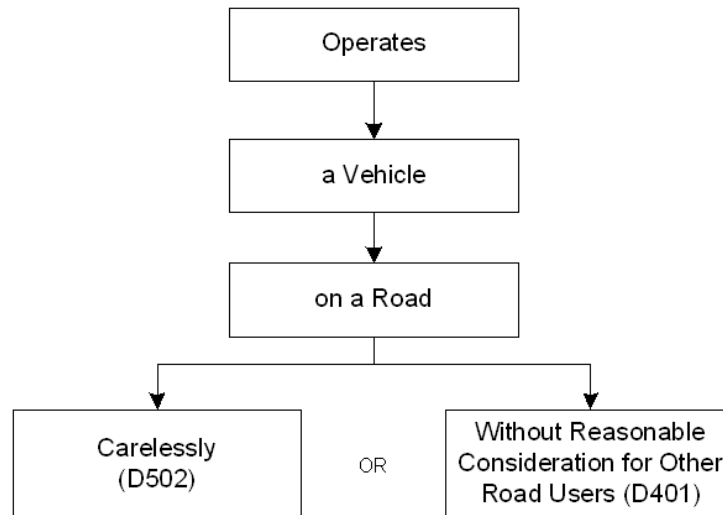 Operates
a Vehicle
on a Road
Carelessly
(D502)
OR
Without Reasonable
Consideration for Other
Road Users (D401)